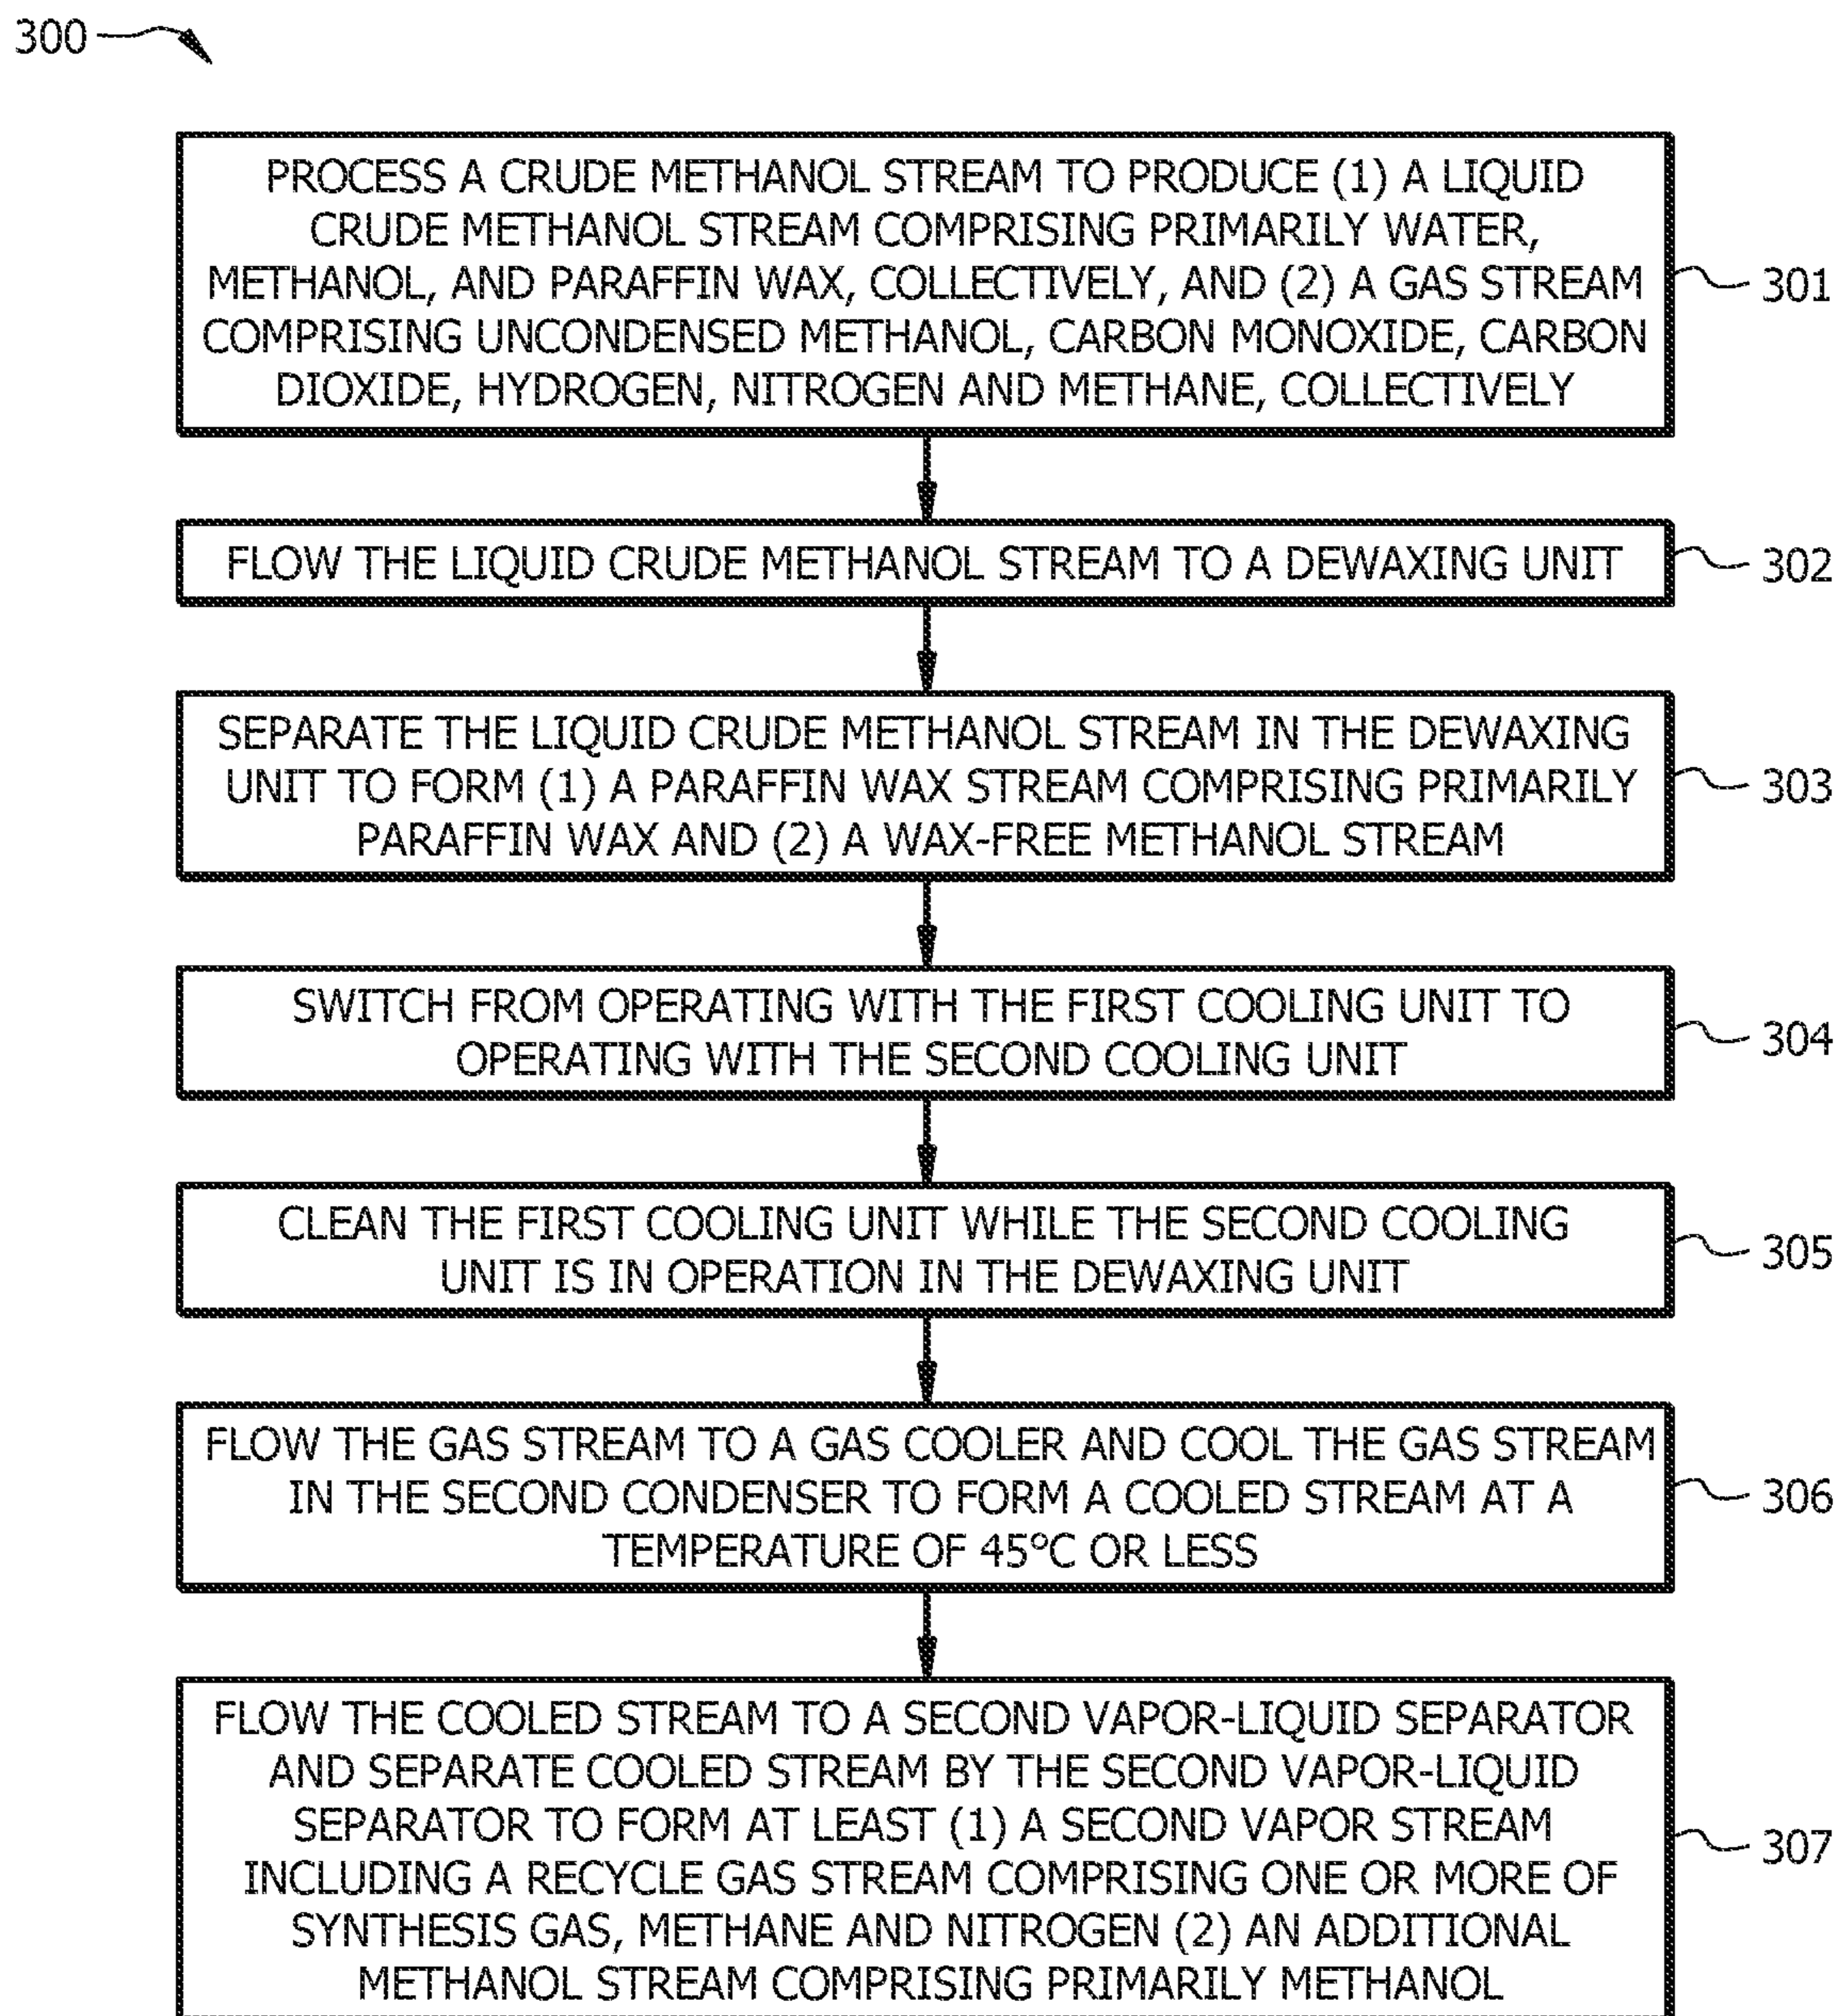 300
PROCESS A CRUDE METHANOL STREAM TO PRODUCE (1) A LIQUID
CRUDE METHANOL STREAM COMPRISING PRIMARILY WATER,
METHANOL, AND PARAFFIN WAX, COLLECTIVELY, AND (2) A GAS STREAM
COMPRISING UNCONDENSED METHANOL, CARBON MONOXIDE, CARBON
DIOXIDE, HYDROGEN, NITROGEN AND METHANE, COLLECTIVELY
301
FLOW THE LIQUID CRUDE METHANOL STREAM TO A DEWAXING UNIT
302
SEPARATE THE LIQUID CRUDE METHANOL STREAM IN THE DEWAXING
UNIT TO FORM (1) A PARAFFIN WAX STREAM COMPRISING PRIMARILY
PARAFFIN WAX AND (2) A WAX-FREE METHANOL STREAM
303
SWITCH FROM OPERATING WITH THE FIRST COOLING UNIT TO
OPERATING WITH THE SECOND COOLING UNIT
304
CLEAN THE FIRST COOLING UNIT WHILE THE SECOND COOLING
UNIT IS IN OPERATION IN THE DEWAXING UNIT
305
FLOW THE GAS STREAM TO A GAS COOLER AND COOL THE GAS STREAM
IN THE SECOND CONDENSER TO FORM A COOLED STREAM AT A
TEMPERATURE OF 45°C OR LESS
306
FLOW THE COOLED STREAM TO A SECOND VAPOR-LIQUID SEPARATOR
AND SEPARATE COOLED STREAM BY THE SECOND VAPOR-LIQUID
SEPARATOR TO FORM AT LEAST (1) A SECOND VAPOR STREAM
INCLUDING A RECYCLE GAS STREAM COMPRISING ONE OR MORE OF
SYNTHESIS GAS, METHANE AND NITROGEN (2) AN ADDITIONAL
METHANOL STREAM COMPRISING PRIMARILY METHANOL
307